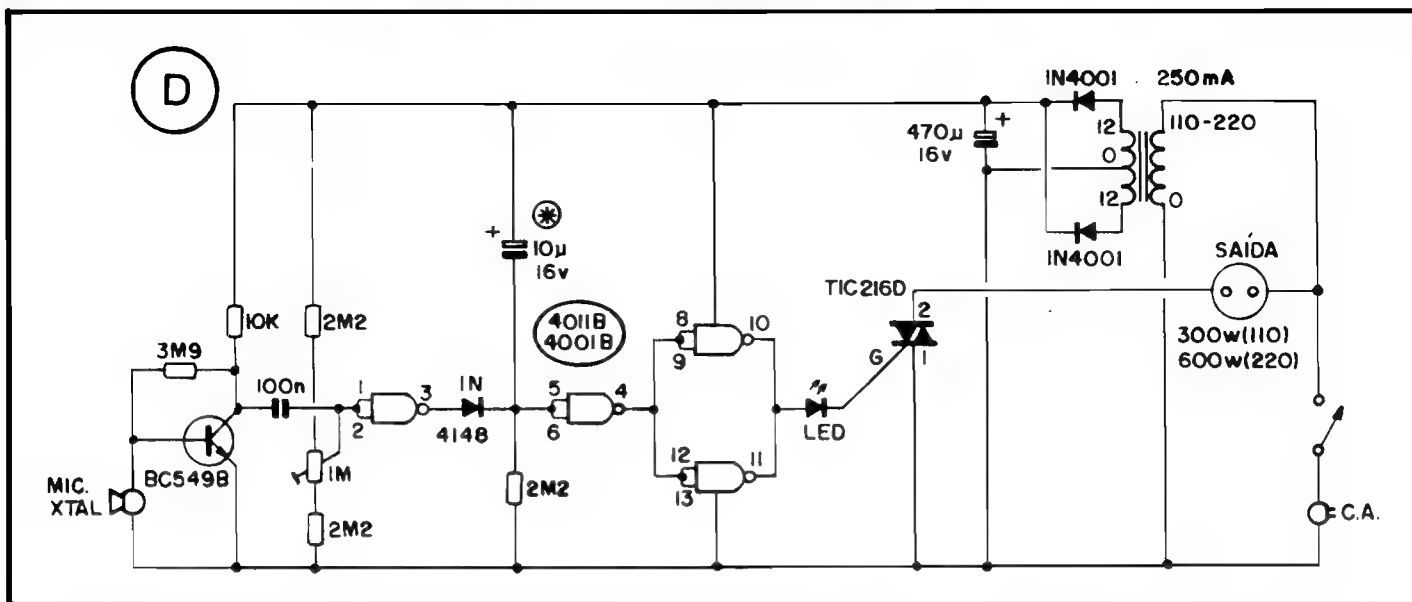 D
1N4001
250mA
12
0
12
110-220
0
470µ
16v
+
1N4001
+
10µ
16v
SAÍDA
TIC216D
2
G
1
300w(110)
600w(220)
10K
2M2
4011B
4001B
8
9
10
3M9
100n
1
2
3
1N
4148
5
6
4
LED
12
13
11
BC549B
1M
2M2
MIC.
XTAL
2M2
C.A.